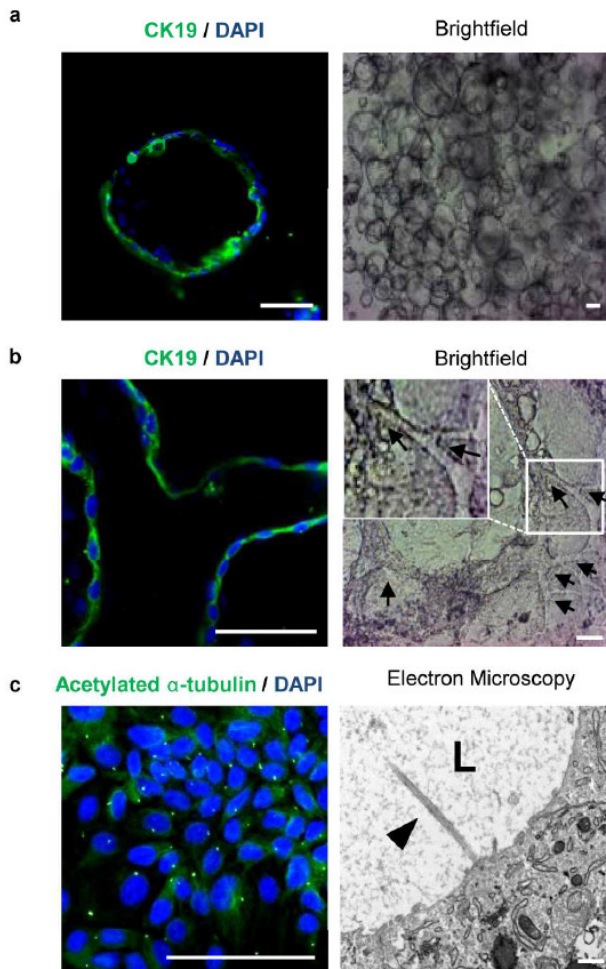 a
CK19 / DAPI
Brightfield
b
CK19 / DAPI
Brightfield
c
Acetylated α-tubulin / DAPI
Electron Microscopy
L